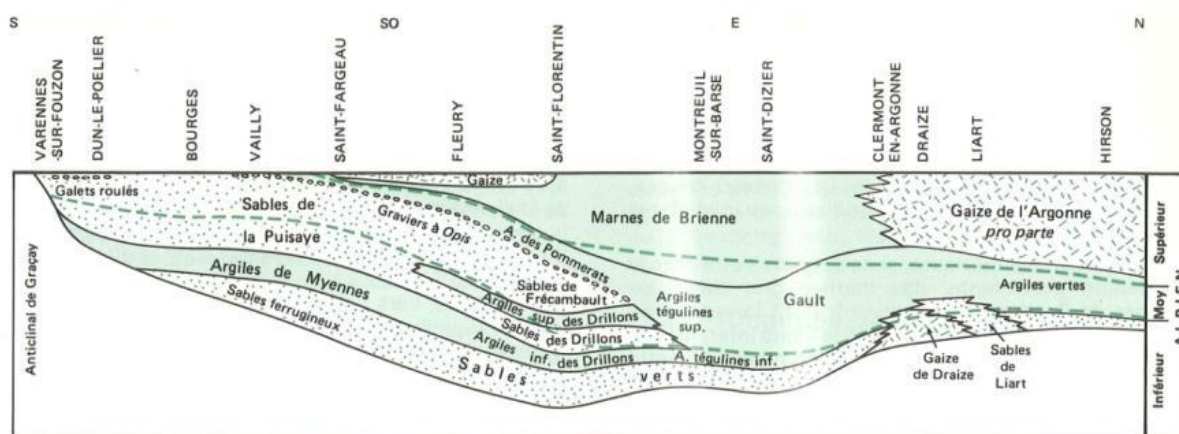 S
SO
E
N
VARENNES
-SUR-FOUZON
DUN-LE-POELIER
BOURGES
VAILLY
SAINT-FARGEAU
FLEURY
SAINT-FLORENTIN
MONTREUIL
SUR-BARSE
SAINT-DIZIER
CLERMONT
EN-ARGONNE
DRAIZE
LIART
HIRSON
Anticlinal de Graçay
Galets roulés
Sables de
la Puisaye
Argiles de Myennes
Sables ferrugineux
Gaize
Graviers à Opis
A. des Pommerats
Sables de
Frécambault
Argiles sup. des Drillons
Sables des Drillons
Argiles inf. des Drillons
Sables verts
Argiles
tégulines
sup.
A. tégulines inf.
Marnes de Brienne
Gault
Gaize de l'Argonne
pro parte
Argiles vertes
Gaize
de Draize
Sables
de
Liart
Supérieur
Moy
Inférieur